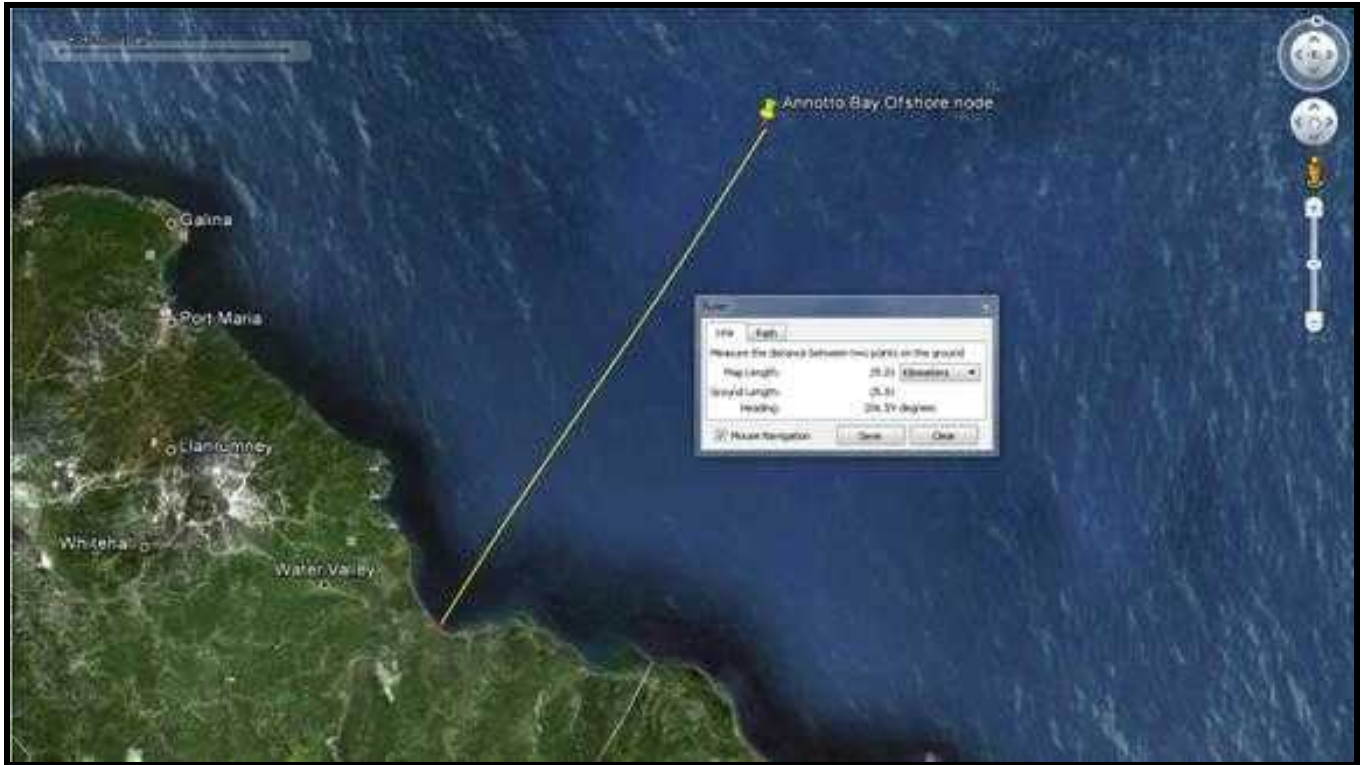 Annotto Bay Ofshore node
Galina
Port Maria
Llanrumney
Whitehall
Water Valley
Ruler
Line Path
Measure the distance between two points on the ground
Map Length: Kilometers
Ground Length:
Heading: degrees
Mouse Navigation Save Clear